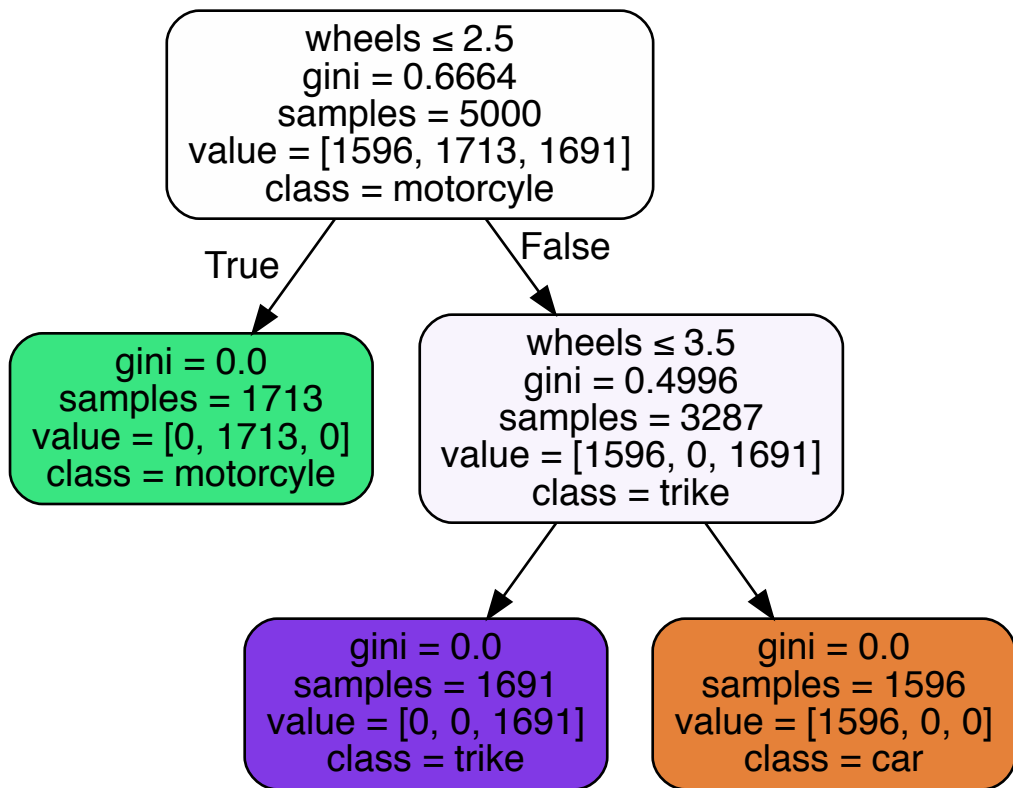 wheels ≤ 2.5
gini = 0.6664
samples = 5000
value = [1596, 1713, 1691]
class = motorcyle
True
False
gini = 0.0
samples = 1713
value = [0, 1713, 0]
class = motorcyle
wheels ≤ 3.5
gini = 0.4996
samples = 3287
value = [1596, 0, 1691]
class = trike
gini = 0.0
samples = 1691
value = [0, 0, 1691]
class = trike
gini = 0.0
samples = 1596
value = [1596, 0, 0]
class = car